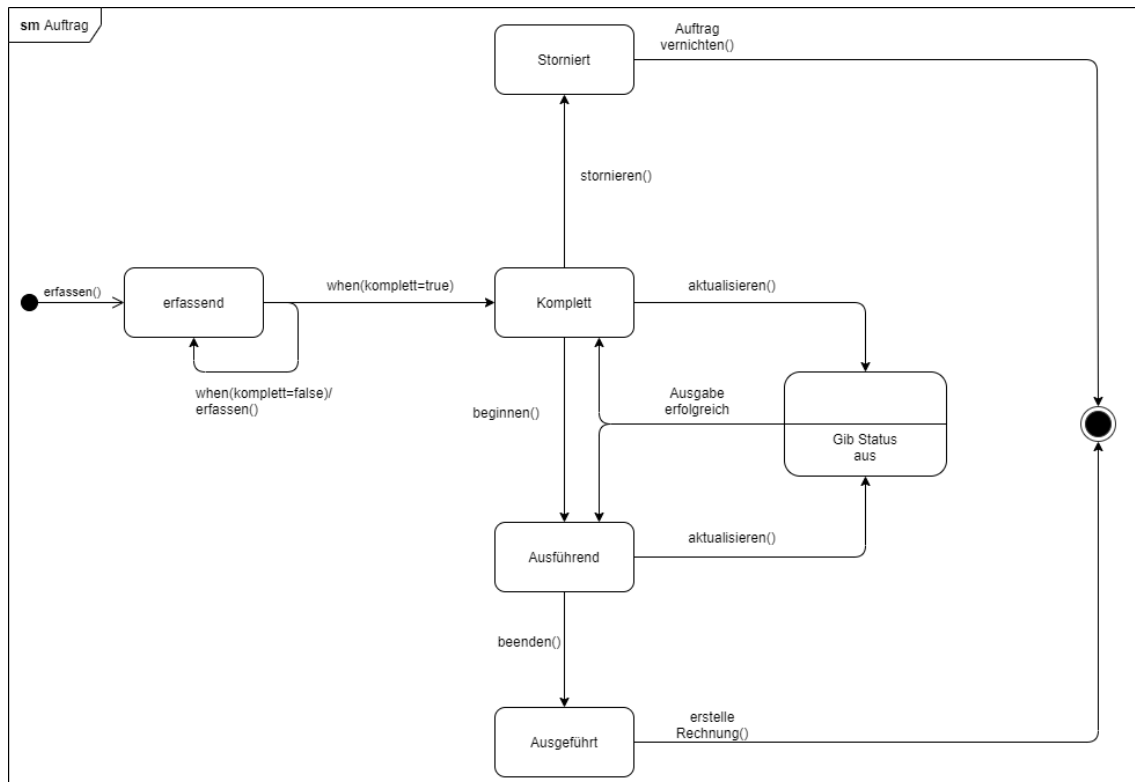 sm Auftrag
Auftrag
vernichten()
Storniert
stornieren()
erfassen()
erfassend
when(komplett=true)
Komplett
aktualisieren()
when(komplett=false)/
erfassen()
beginnen()
Ausgabe
erfolgreich
Gib Status
aus
Ausführend
aktualisieren()
beenden()
Ausgeführt
erstelle
Rechnung()